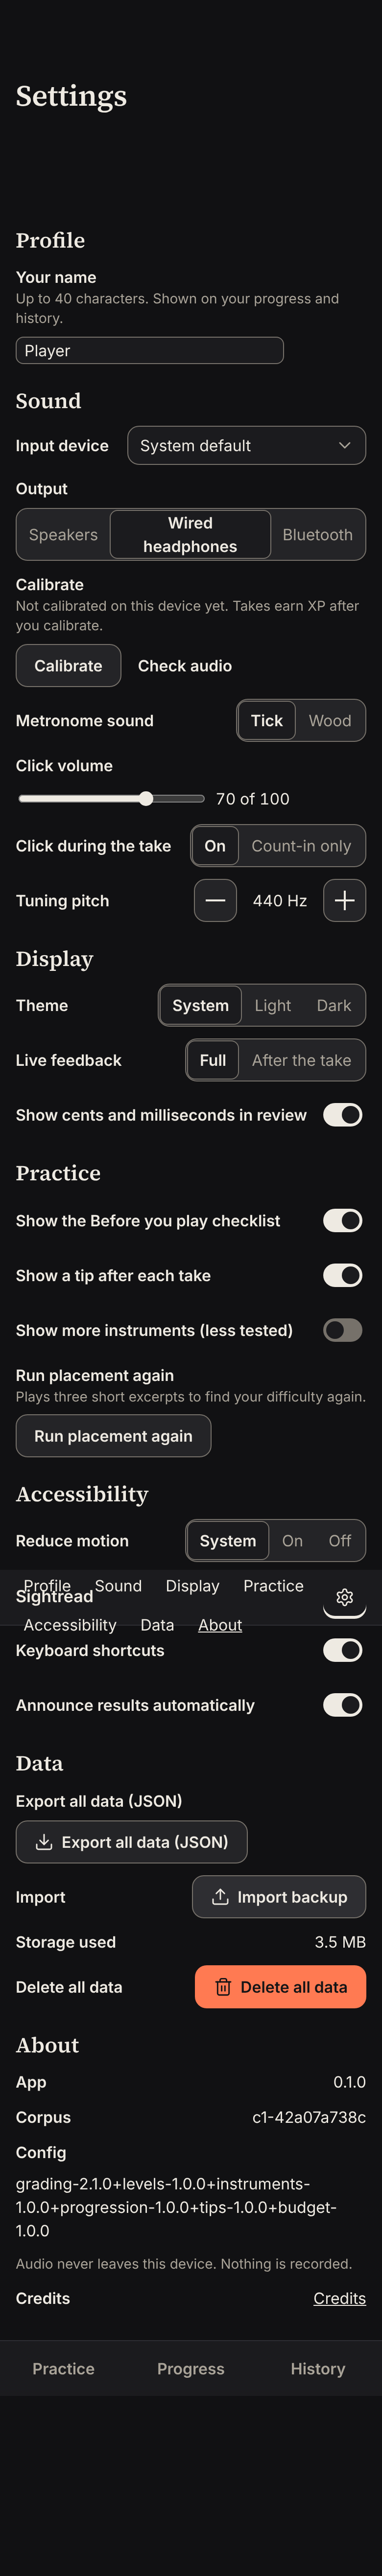 Settings
Profile
Your name
Up to 40 characters. Shown on your progress and
history.
Player
Sound
Input device
System default
Output
Speakers
Wired
headphones
Bluetooth
Calibrate
Not calibrated on this device yet. Takes earn XP after
you calibrate.
Calibrate
Check audio
Metronome sound
Tick
Wood
Click volume
70 of 100
Click during the take
On
Count-in only
Tuning pitch
440 Hz
Display
Theme
System
Light
Dark
Live feedback
Full
After the take
Show cents and milliseconds in review
Practice
Show the Before you play checklist
Show a tip after each take
Show more instruments (less tested)
Run placement again
Plays three short excerpts to find your difficulty again.
Run placement again
Accessibility
Reduce motion
System
On
Off
Profile
Sound
Display
Practice
Sightread
Accessibility
Data
About
Keyboard shortcuts
Announce results automatically
Data
Export all data (JSON)
Export all data (JSON)
Import
Import backup
Storage used
3.5 MB
Delete all data
Delete all data
About
App
0.1.0
Corpus
c1-42a07a738c
Config
grading-2.1.0+levels-1.0.0+instruments-
1.0.0+progression-1.0.0+tips-1.0.0+budget-
1.0.0
Audio never leaves this device. Nothing is recorded.
Credits
Credits
Practice
Progress
History